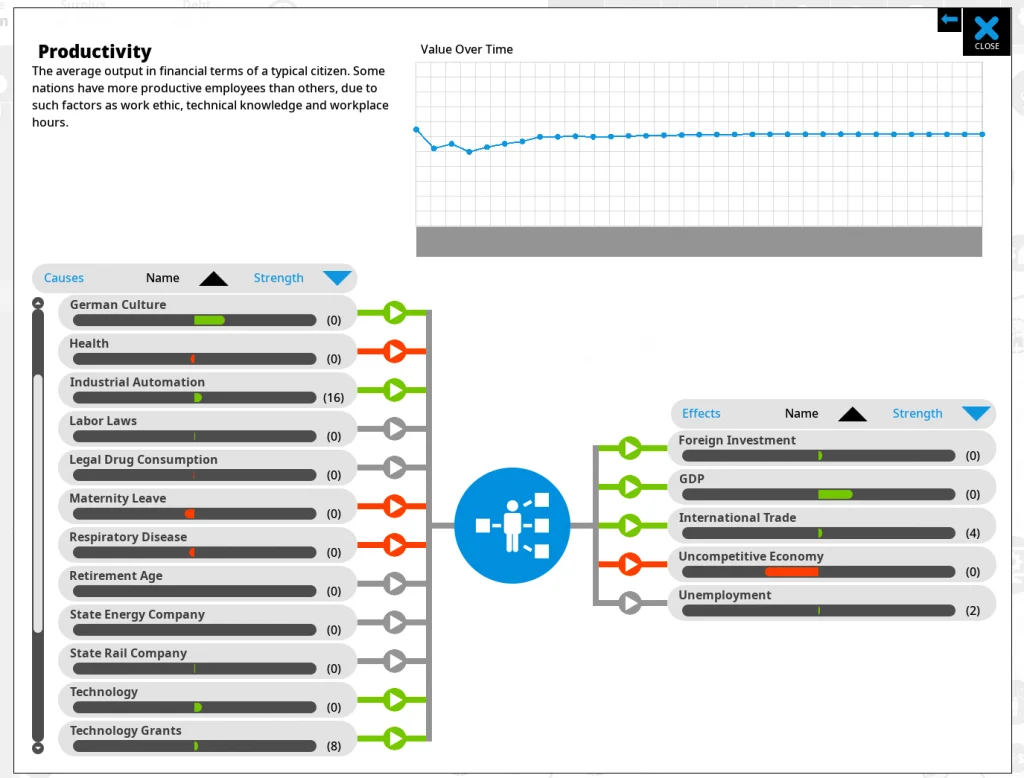 Surplus
Debt
CLOSE
Productivity
The average output in financial terms of a typical citizen. Some
nations have more productive employees than others, due to
such factors as work ethic, technical knowledge and workplace
hours.
Value Over Time
Causes Name Strength
German Culture
(0)
Health
(0)
Industrial Automation
(16)
Labor Laws
(0)
Legal Drug Consumption
(0)
Maternity Leave
(0)
Respiratory Disease
(0)
Retirement Age
(0)
State Energy Company
(0)
State Rail Company
(0)
Technology
(0)
Technology Grants
(8)
Effects Name Strength
Foreign Investment
(0)
GDP
(0)
International Trade
(4)
Uncompetitive Economy
(0)
Unemployment
(2)